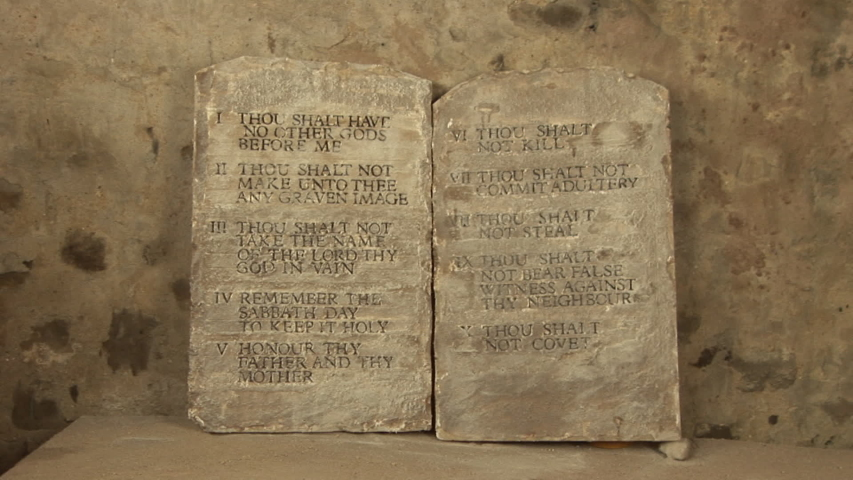 I THOU SHALT HAVE
NO OTHER GODS
BEFORE ME
II THOU SHALT NOT
MAKE UNTO THEE
ANY GRAVEN IMAGE
III THOU SHALT NOT
TAKE THE NAME
OF THE LORD THY
GOD IN VAIN
IV REMEMBER THE
SABBATH DAY
TO KEEP IT HOLY
V HONOUR THY
FATHER AND THY
MOTHER
VI THOU SHALT
NOT KILL
VII THOU SHALT NOT
COMMIT ADULTERY
VIII THOU SHALT
NOT STEAL
IX THOU SHALT
NOT BEAR FALSE
WITNESS AGAINST
THY NEIGHBOUR
X THOU SHALT
NOT COVET